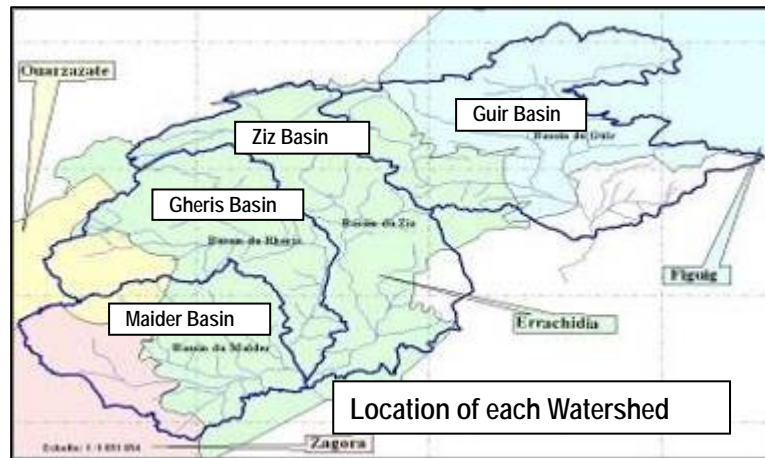 Ouarzazate
Guir Basin
Bassin du Guir
Ziz Basin
Gheris Basin
Bassin du Ziz
Bassin du Rheris
Figuig
Maider Basin
Errachidia
Bassin du Maider
Location of each Watershed
Zagora